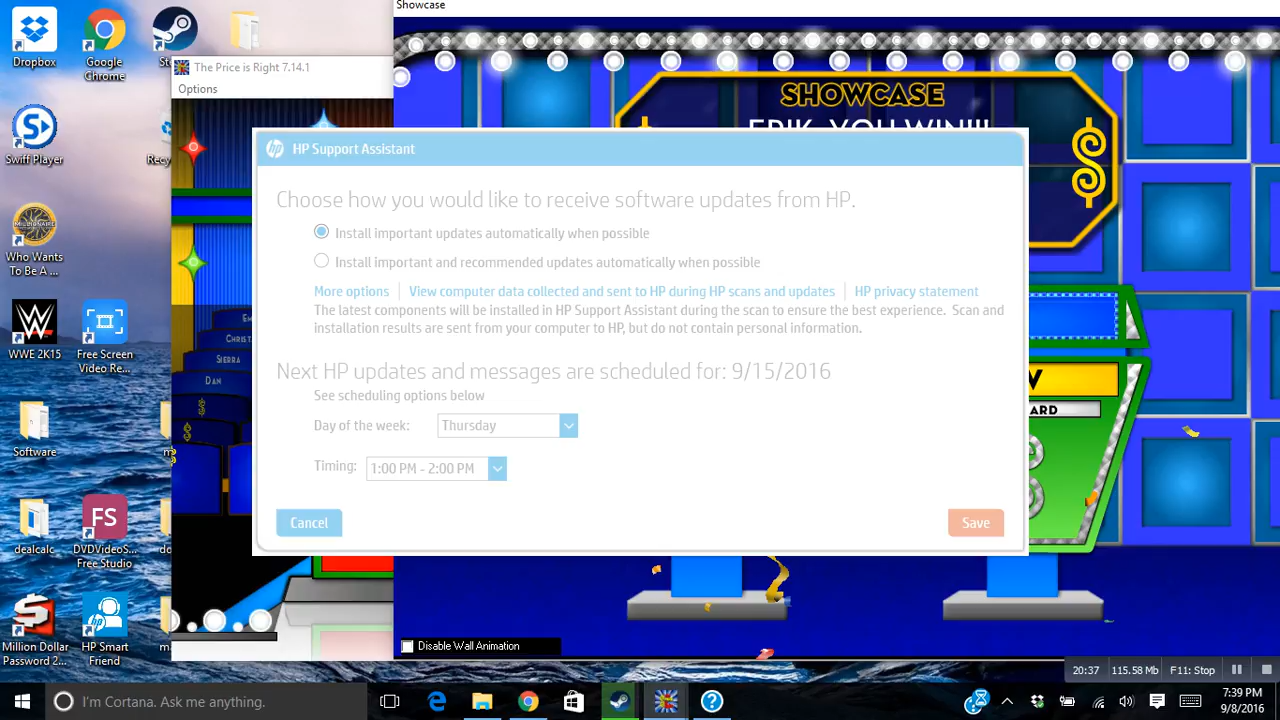 Showcase
Dropbox
Google
Chrome
The Price is Right 7.14.1
Options
SHOWCASE
ERIK, YOU WIN!!!
Swiff Player
HP Support Assistant
Choose how you would like to receive software updates from HP.
Install important updates automatically when possible
Install important and recommended updates automatically when possible
More options
View computer data collected and sent to HP during HP scans and updates
HP privacy statement
The latest components will be installed in HP Support Assistant during the scan to ensure the best experience. Scan and
installation results are sent from your computer to HP, but do not contain personal information.
Next HP updates and messages are scheduled for: 9/15/2016
See scheduling options below
Day of the week: Thursday
Timing: 1:00 PM - 2:00 PM
Cancel
Save
MILLIONAIRE
Who Wants
To Be A ...
WWE 2K15
Free Screen
Video Re...
SIERRA
DAN
Software
dealcalc
FS
DVDVideoS...
Free Studio
Million Dollar
Password 2...
hp
HP Smart
Friend
Disable Wall Animation
20:37
115.58 Mb
F11: Stop
I'm Cortana. Ask me anything.
7:39 PM
9/8/2016